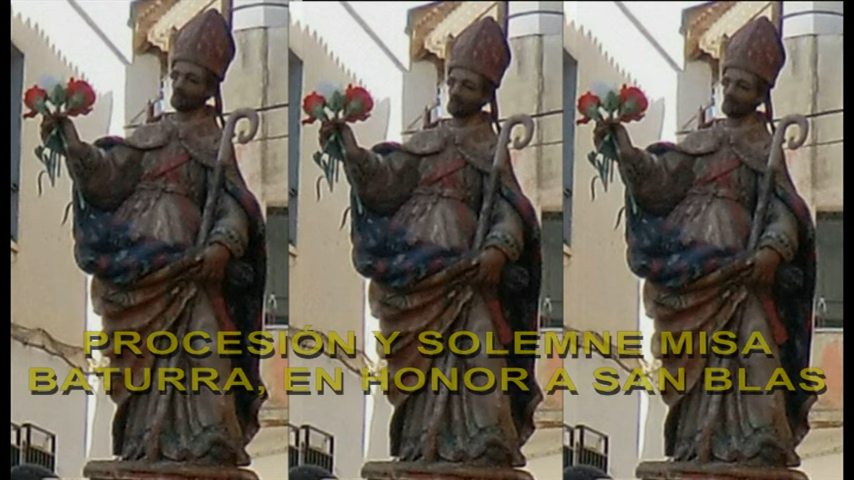 PROCESIÓN Y SOLEMNE MISA
BATURRA, EN HONOR A SAN BLAS